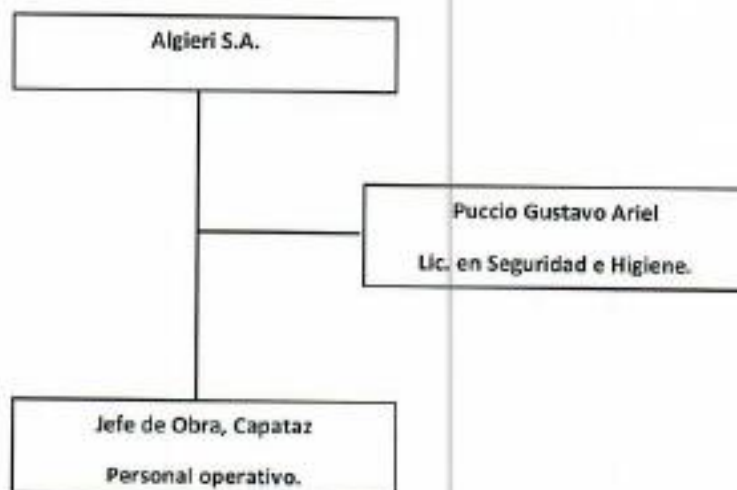 Algieri S.A.
Puccio Gustavo Ariel
Lic. en Seguridad e Higiene.
Jefe de Obra, Capataz
Personal operativo.